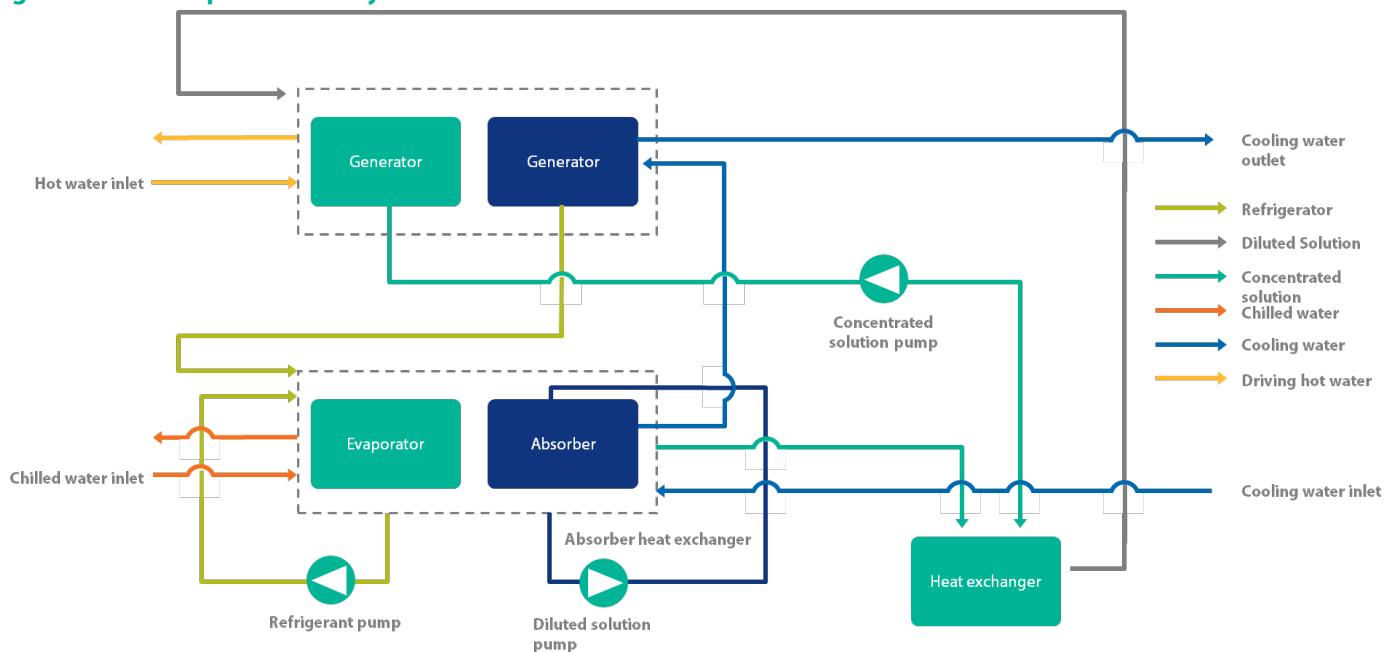 Generator
Generator
Hot water inlet
Cooling water
outlet
Refrigerator
Diluted Solution
Concentrated
solution
Chilled water
Cooling water
Driving hot water
Concentrated
solution pump
Evaporator
Absorber
Chilled water inlet
Cooling water inlet
Absorber heat exchanger
Heat exchanger
Refrigerant pump
Diluted solution
pump